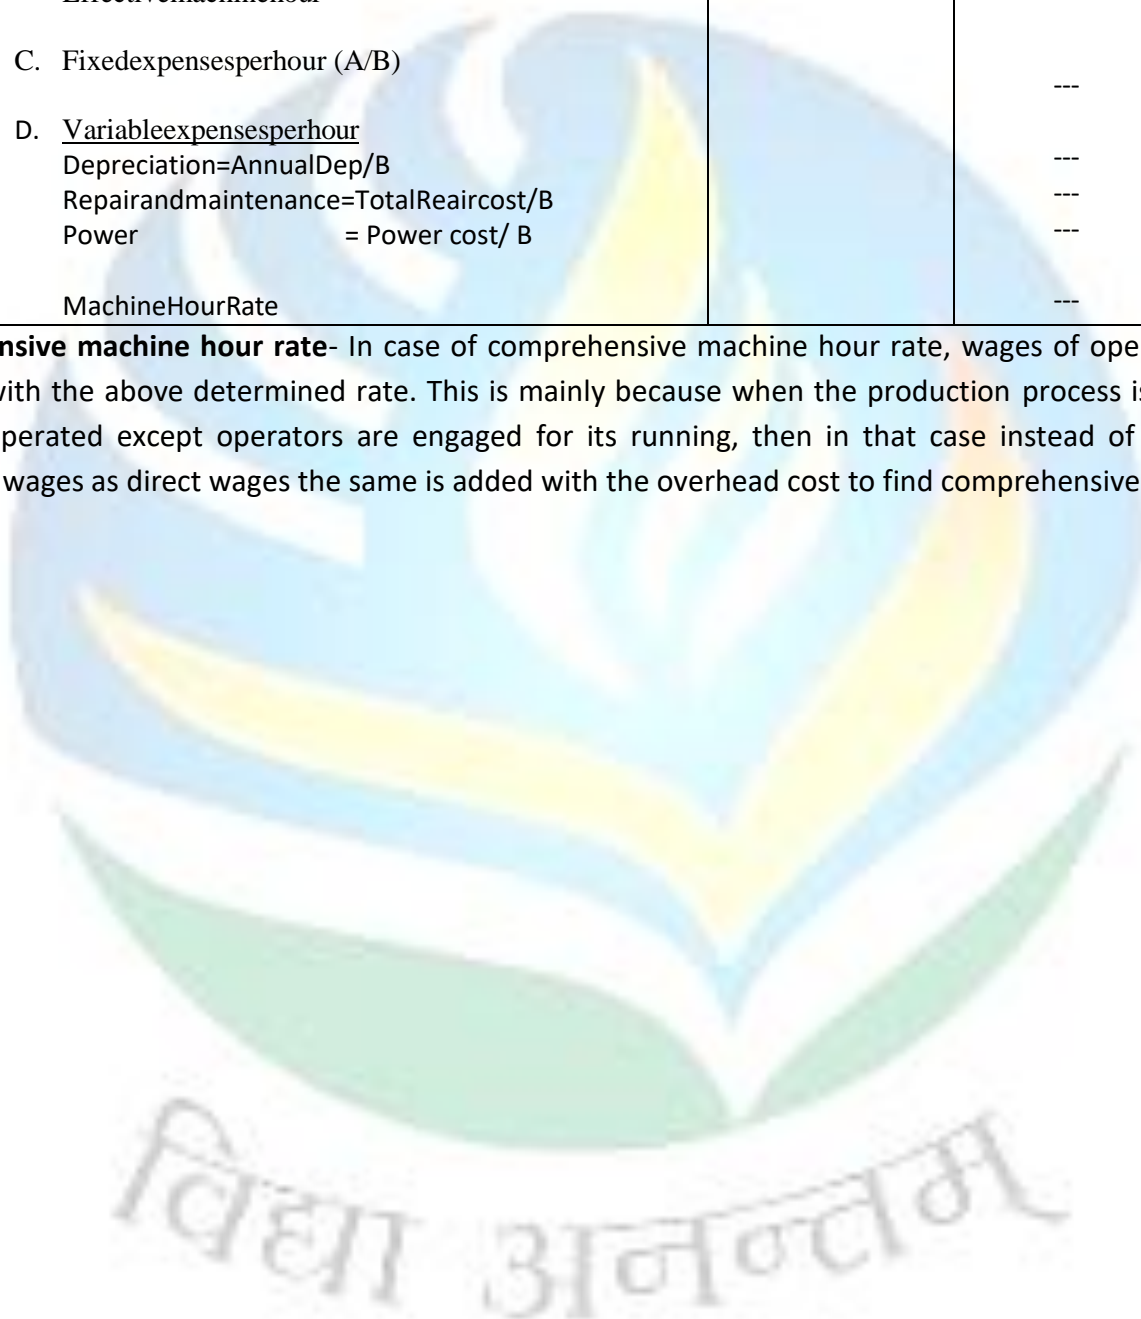 C. Fixedexpensesperhour (A/B)
---
D. Variableexpensesperhour
Depreciation=AnnualDep/B ---
Repairandmaintenance=TotalReaircost/B ---
Power = Power cost/ B ---
MachineHourRate ---
nsive machine hour rate- In case of comprehensive machine hour rate, wages of ope
with the above determined rate. This is mainly because when the production process is
perated except operators are engaged for its running, then in that case instead of
wages as direct wages the same is added with the overhead cost to find comprehensive
विद्या अनन्तम्